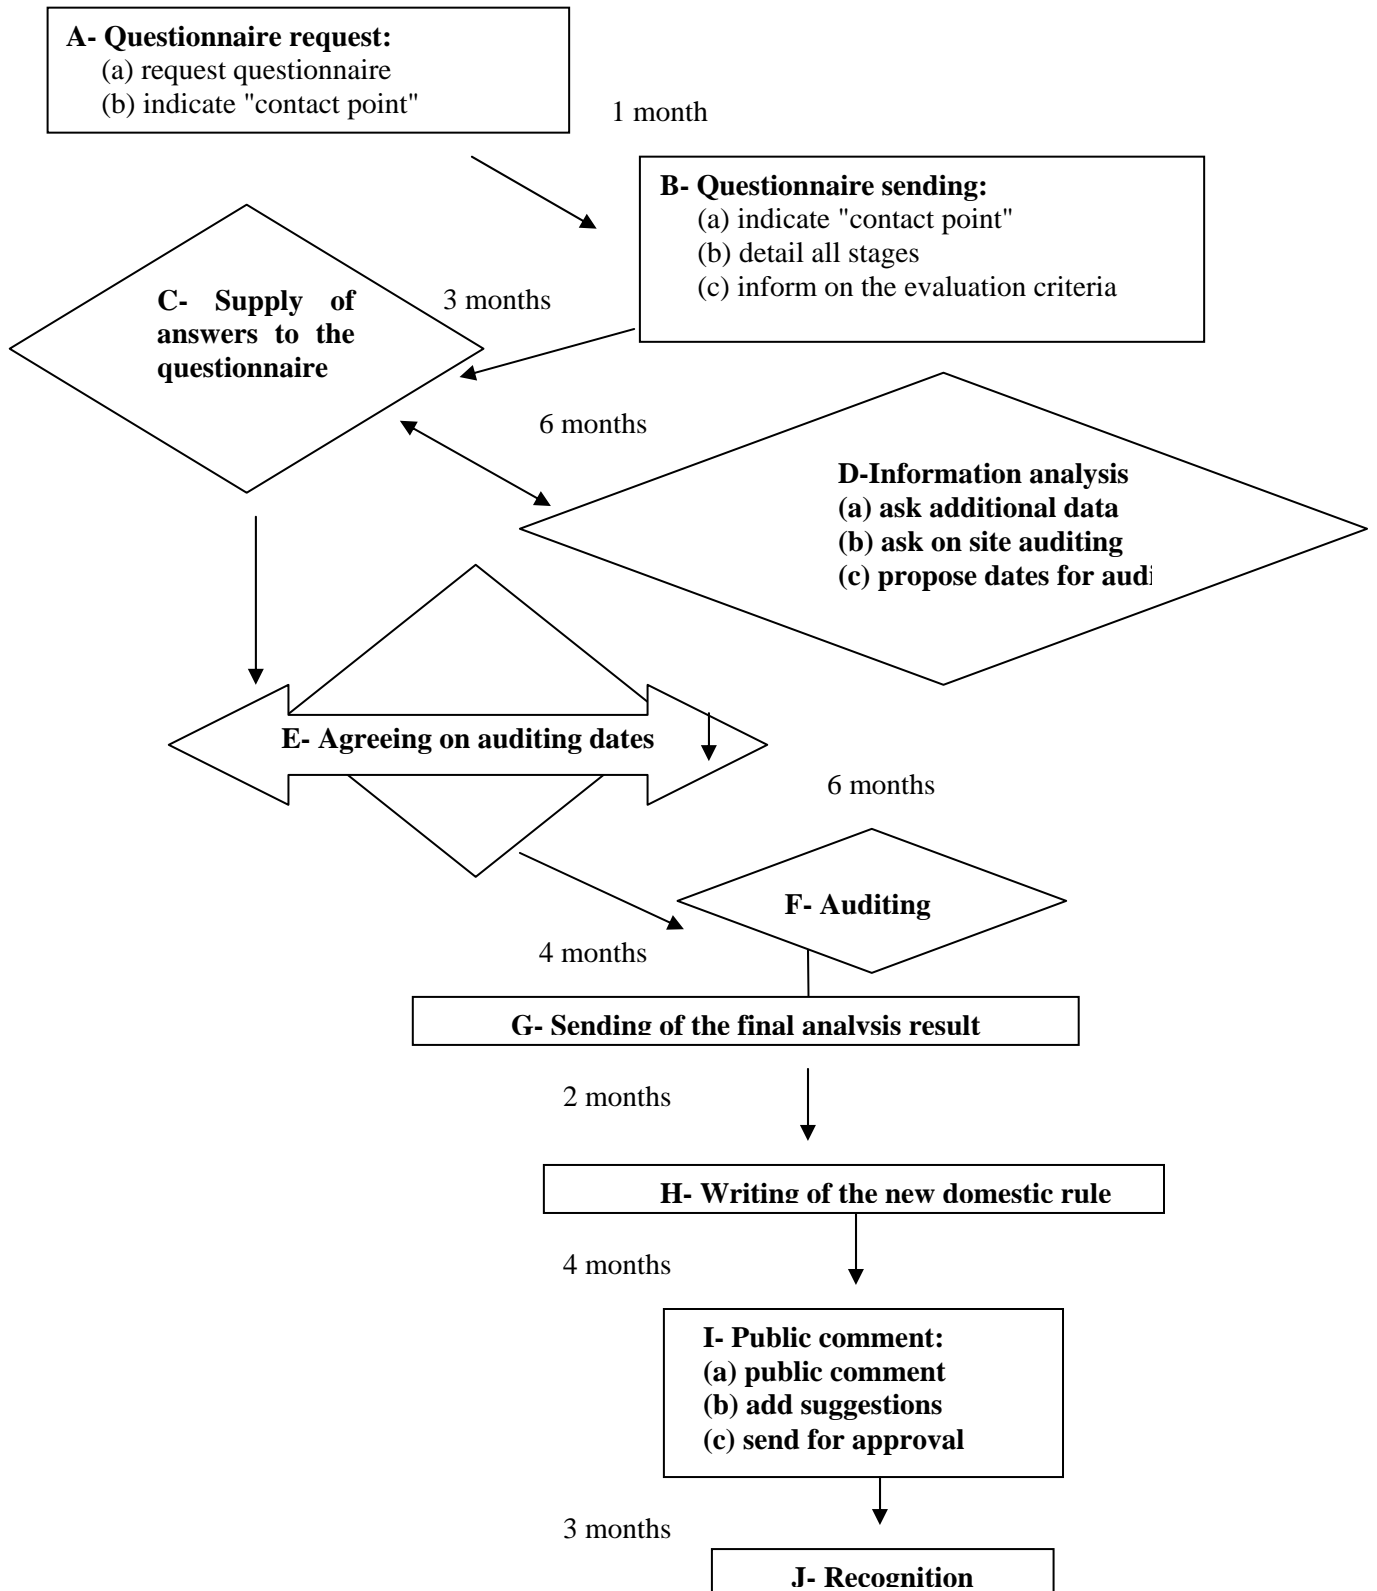 A- Questionnaire request:
(a) request questionnaire
(b) indicate "contact point"
1 month
B- Questionnaire sending:
(a) indicate "contact point"
(b) detail all stages
(c) inform on the evaluation criteria
C- Supply of
answers to the
questionnaire
3 months
6 months
D-Information analysis
(a) ask additional data
(b) ask on site auditing
(c) propose dates for audi
E- Agreeing on auditing dates
6 months
F- Auditing
4 months
G- Sending of the final analysis result
2 months
H- Writing of the new domestic rule
4 months
I- Public comment:
(a) public comment
(b) add suggestions
(c) send for approval
3 months
J- Recognition